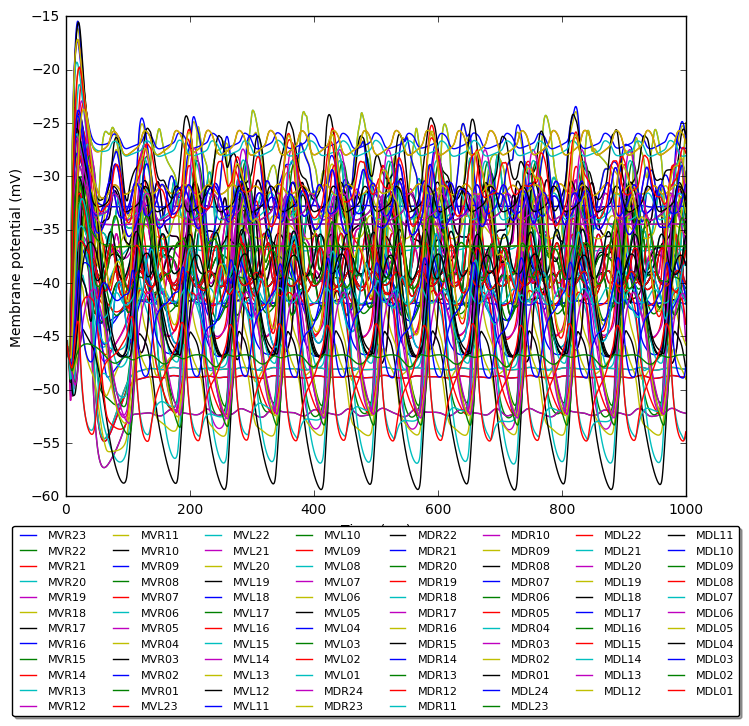 −15
−20
−25
−30
−35
−40
−45
−50
−55
−60
Membrane potential (mV)
0 200 400 600 800 1000
MVR23 MVR11 MVL22 MVL10 MDR22 MDR10 MDL22 MDL11
MVR22 MVR10 MVL21 MVL09 MDR21 MDR09 MDL21 MDL10
MVR21 MVR09 MVL20 MVL08 MDR20 MDR08 MDL20 MDL09
MVR20 MVR08 MVL19 MVL07 MDR19 MDR07 MDL19 MDL08
MVR19 MVR07 MVL18 MVL06 MDR18 MDR06 MDL18 MDL07
MVR18 MVR06 MVL17 MVL05 MDR17 MDR05 MDL17 MDL06
MVR17 MVR05 MVL16 MVL04 MDR16 MDR04 MDL16 MDL05
MVR16 MVR04 MVL15 MVL03 MDR15 MDR03 MDL15 MDL04
MVR15 MVR03 MVL14 MVL02 MDR14 MDR02 MDL14 MDL03
MVR14 MVR02 MVL13 MVL01 MDR13 MDR01 MDL13 MDL02
MVR13 MVR01 MVL12 MDR24 MDR12 MDL24 MDL12 MDL01
MVR12 MVL23 MVL11 MDR23 MDR11 MDL23